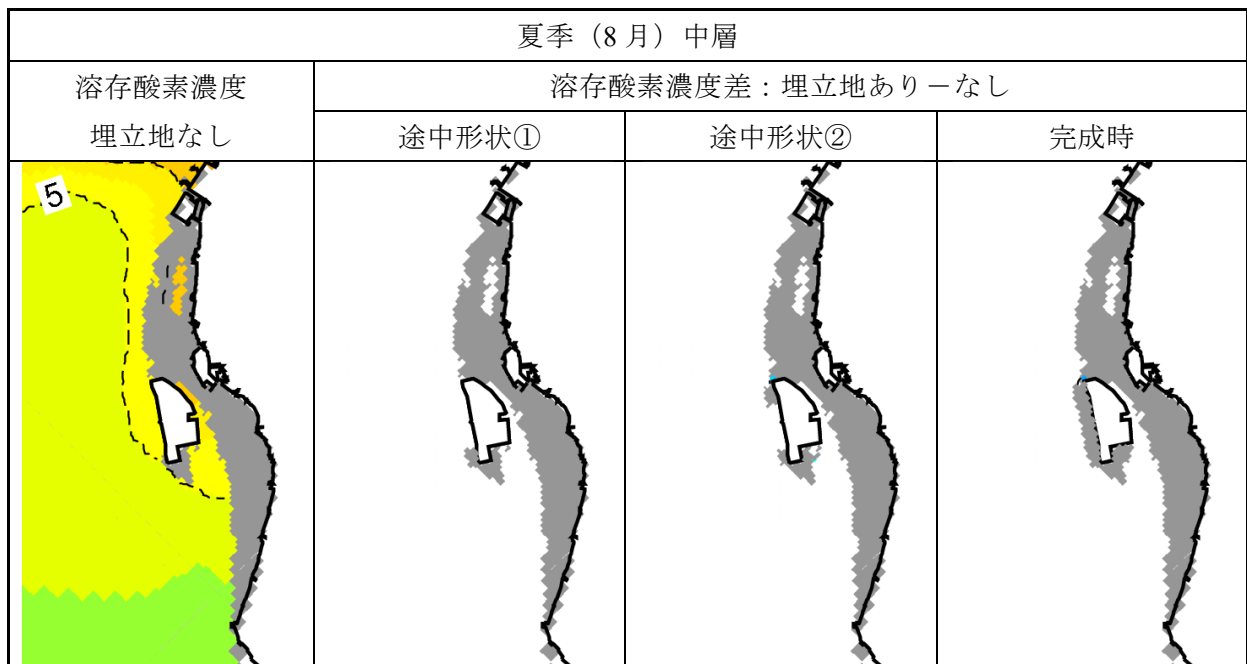 夏季（8 月）中層
溶存酸素濃度
埋立地なし
溶存酸素濃度差：埋立地あり－なし
途中形状①
途中形状②
完成時
5